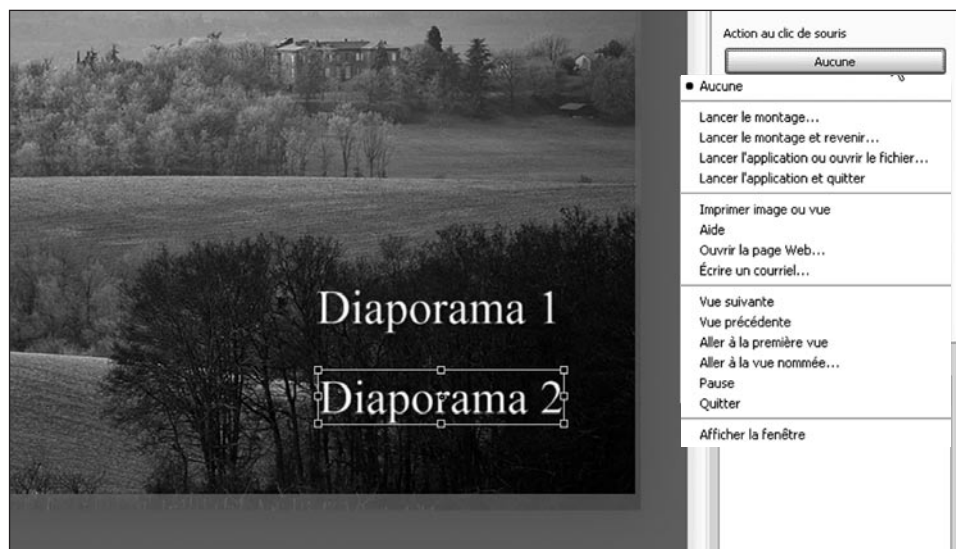 Action au clic de souris
Aucune
Aucune
Lancer le montage...
Lancer le montage et revenir...
Lancer l'application ou ouvrir le fichier...
Lancer l'application et quitter
Imprimer image ou vue
Aide
Ouvrir la page Web...
Écrire un courriel...
Vue suivante
Vue précédente
Aller à la première vue
Aller à la vue nommée...
Pause
Quitter
Afficher la fenêtre
Diaporama 1
Diaporama 2